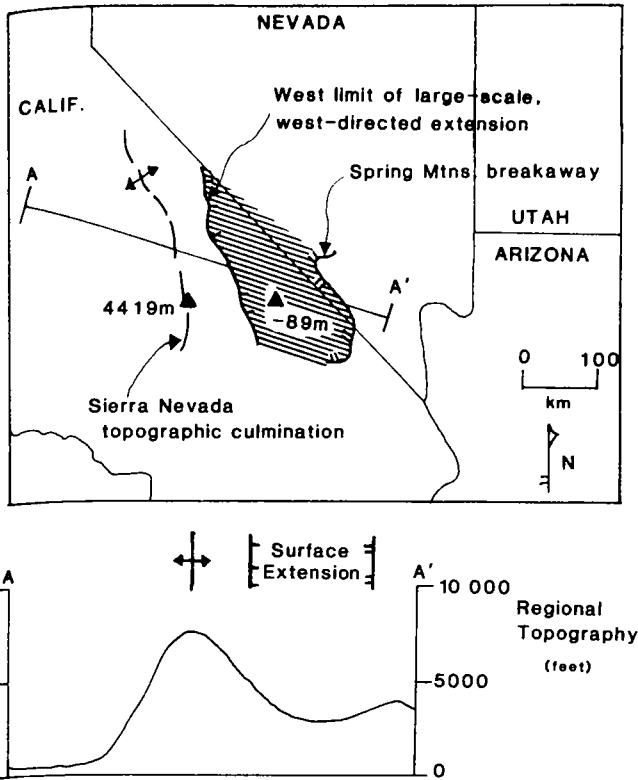 NEVADA
CALIF.
West limit of large-scale,
west-directed extension
Spring Mtns. breakaway
A
UTAH
ARIZONA
A'
4419m
-89m
0 100
km
Sierra Nevada
topographic culmination
N
Surface
Extension
A
A'
10 000
Regional
Topography
(feet)
5000
0